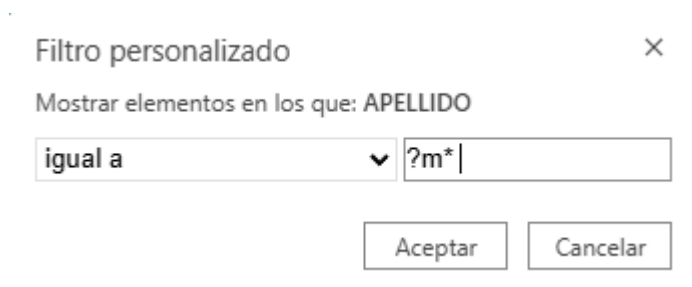 Filtro personalizado
Mostrar elementos en los que: APELLIDO
igual a ?m*
Aceptar Cancelar